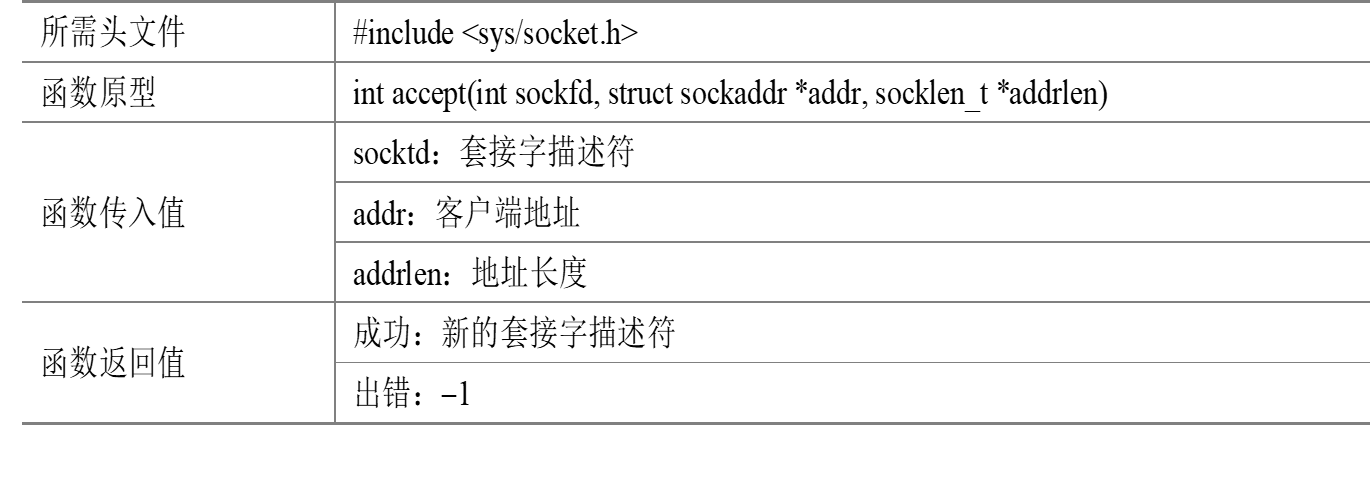 所需头文件
#include <sys/socket.h>
函数原型
int accept(int sockfd, struct sockaddr *addr, socklen_t *addrlen)
函数传入值
socktd：套接字描述符
addr：客户端地址
addrlen：地址长度
函数返回值
成功：新的套接字描述符
出错：–1